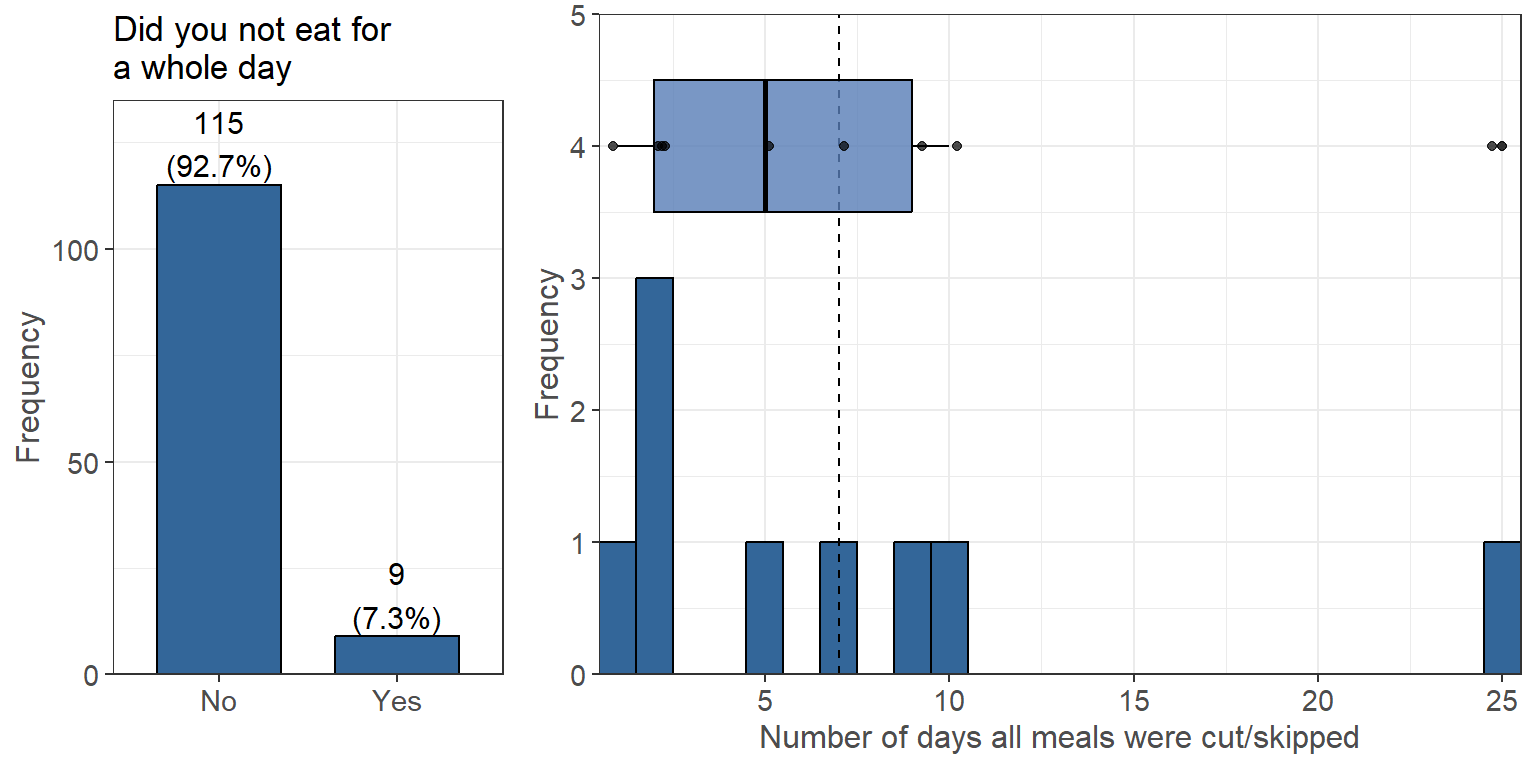 Did you not eat for
a whole day
115
(92.7%)
9
(7.3%)
Frequency
100
50
0
No
Yes
Frequency
5
4
3
2
1
0
5
10
15
20
25
Number of days all meals were cut/skipped